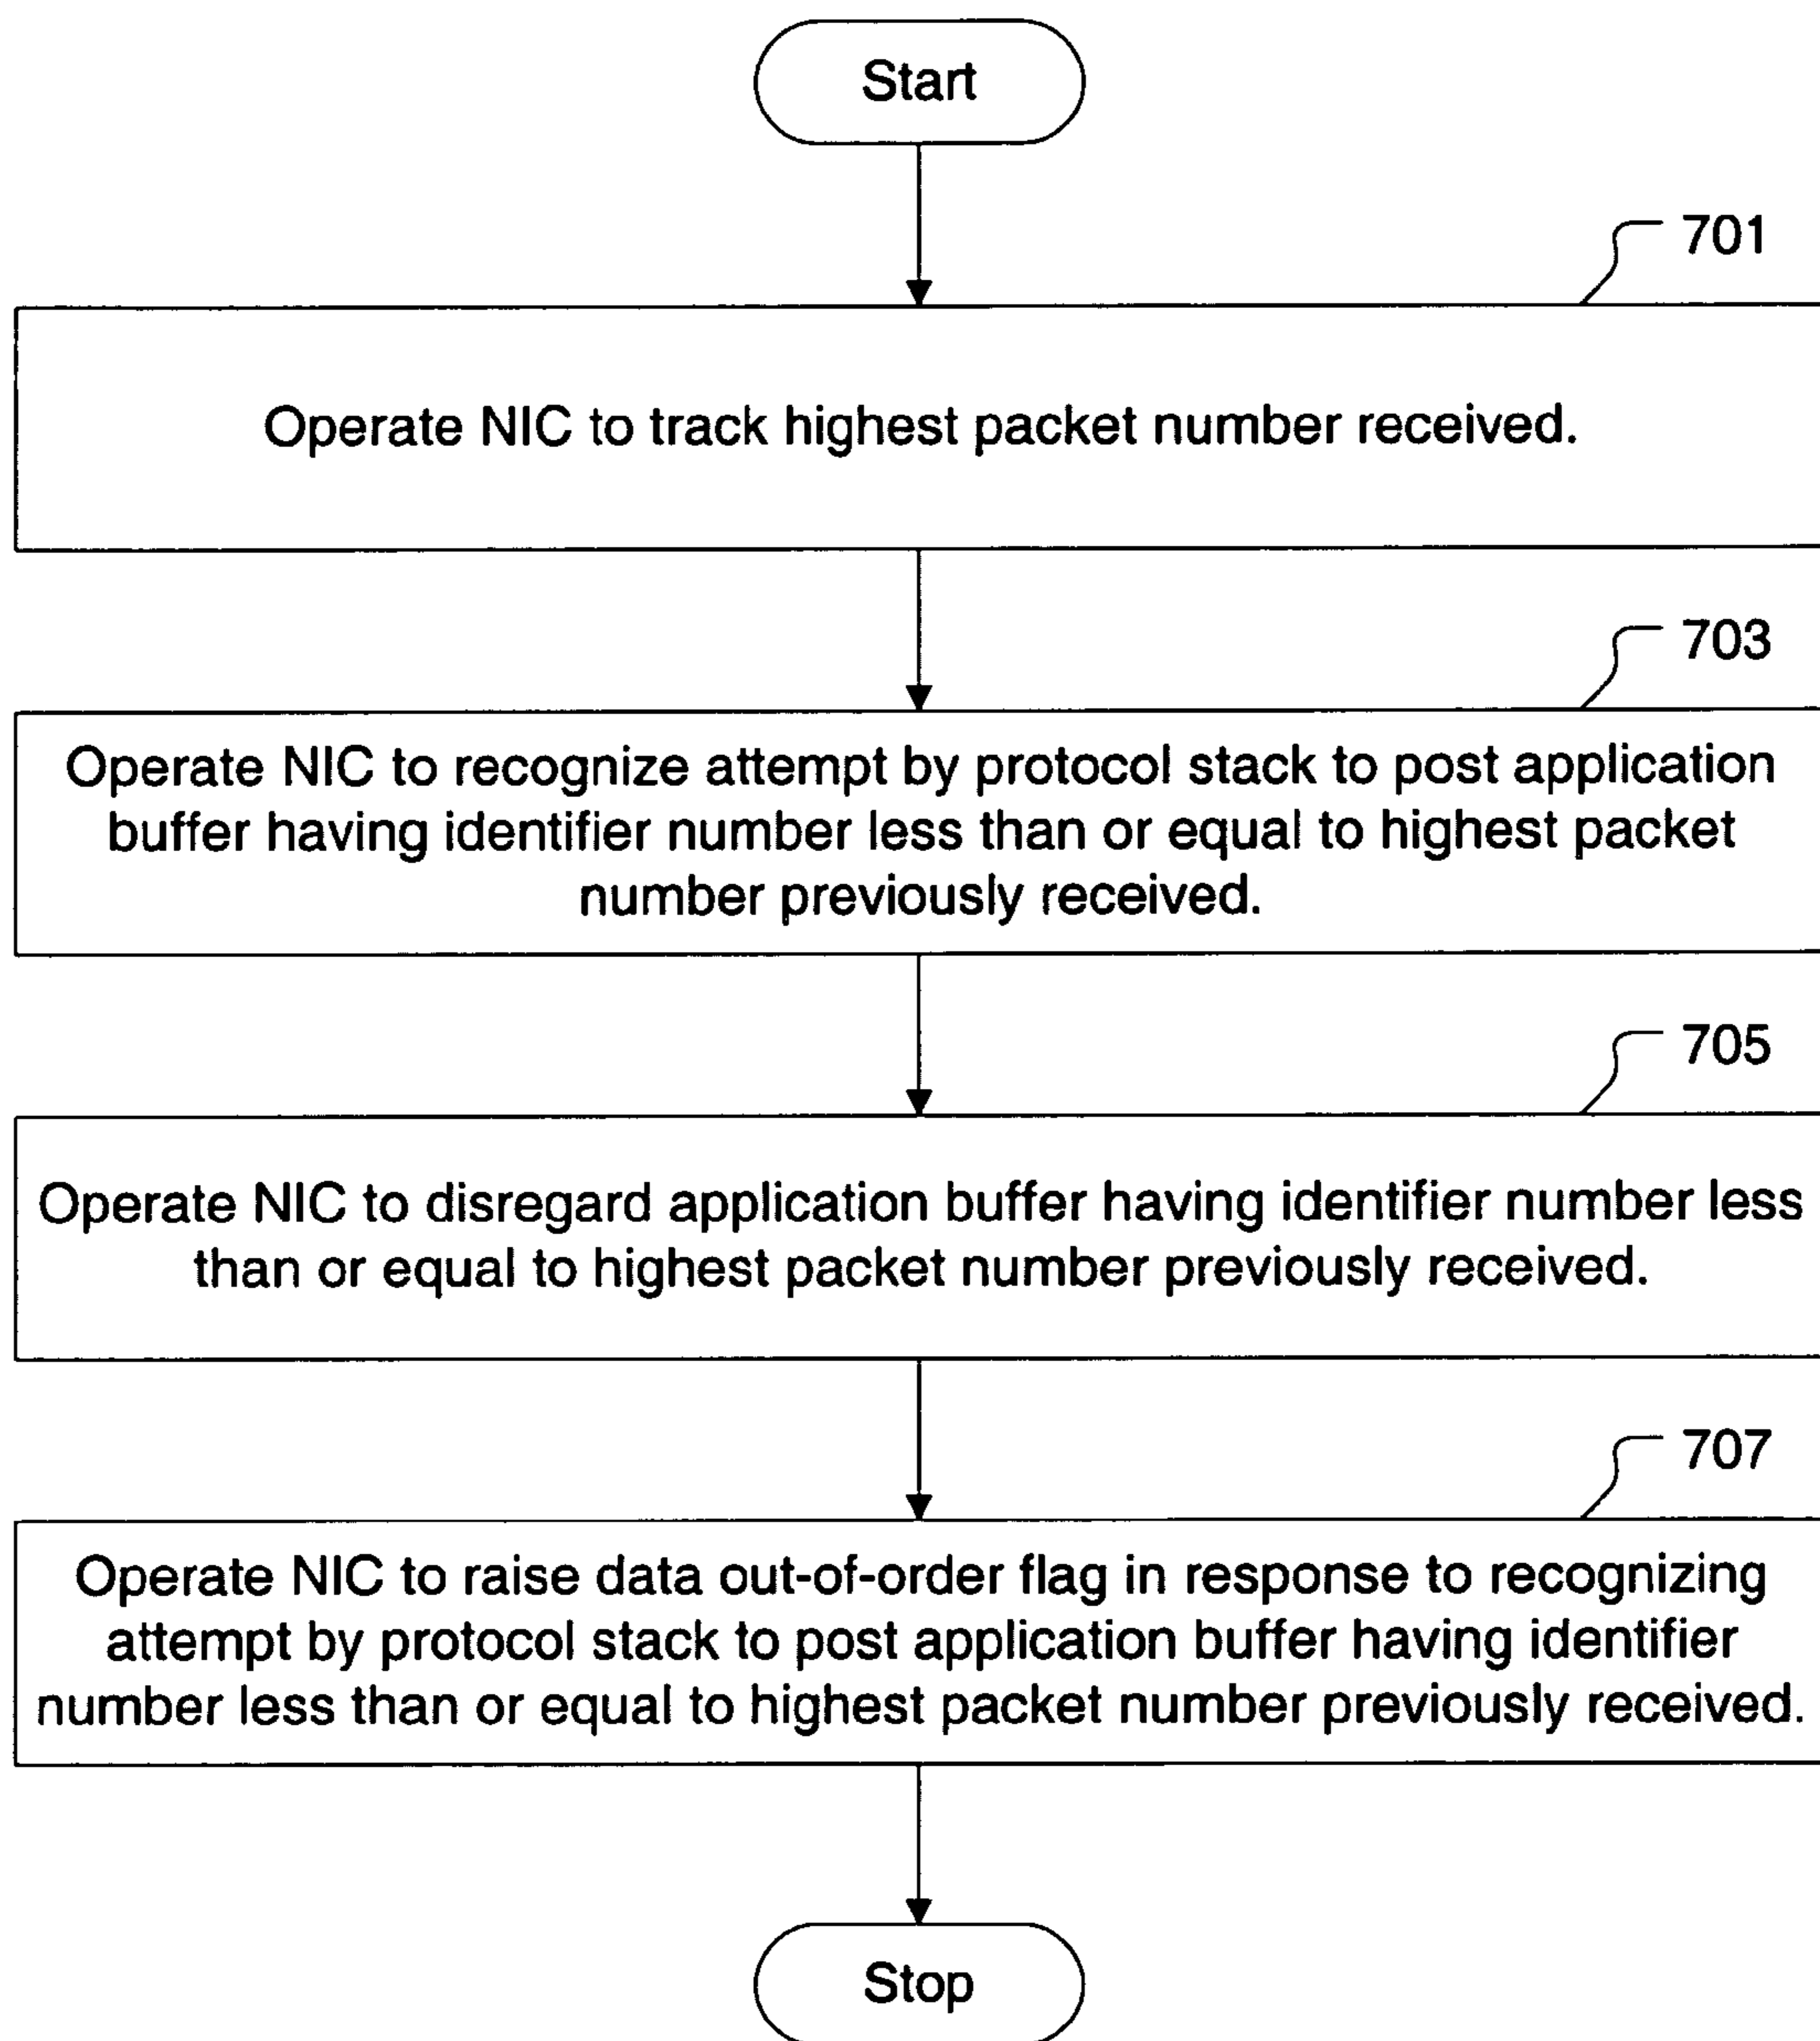 Start
701
Operate NIC to track highest packet number received.
703
Operate NIC to recognize attempt by protocol stack to post application
buffer having identifier number less than or equal to highest packet
number previously received.
705
Operate NIC to disregard application buffer having identifier number less
than or equal to highest packet number previously received.
707
Operate NIC to raise data out-of-order flag in response to recognizing
attempt by protocol stack to post application buffer having identifier
number less than or equal to highest packet number previously received.
Stop